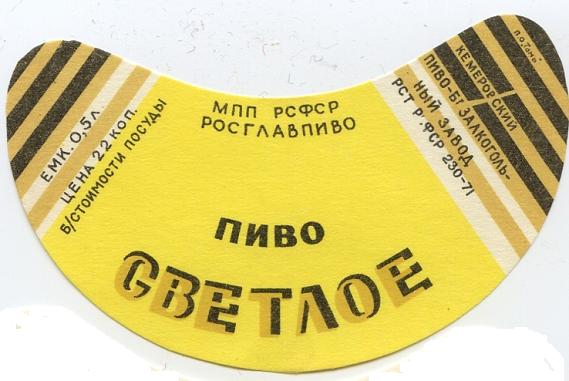 МПП РСФСР
РОСГЛАВПИВО
ПИВО
СВЕТЛОЕ
ЕМК. 0,5 л.
ЦЕНА 22 КОП.
Б/СТОИМОСТИ ПОСУДЫ
КЕМЕРОВСКИЙ
ПИВО-БЕЗАЛКОГОЛЬ-
НЫЙ ЗАВОД
РСТ РСФСР 230-71